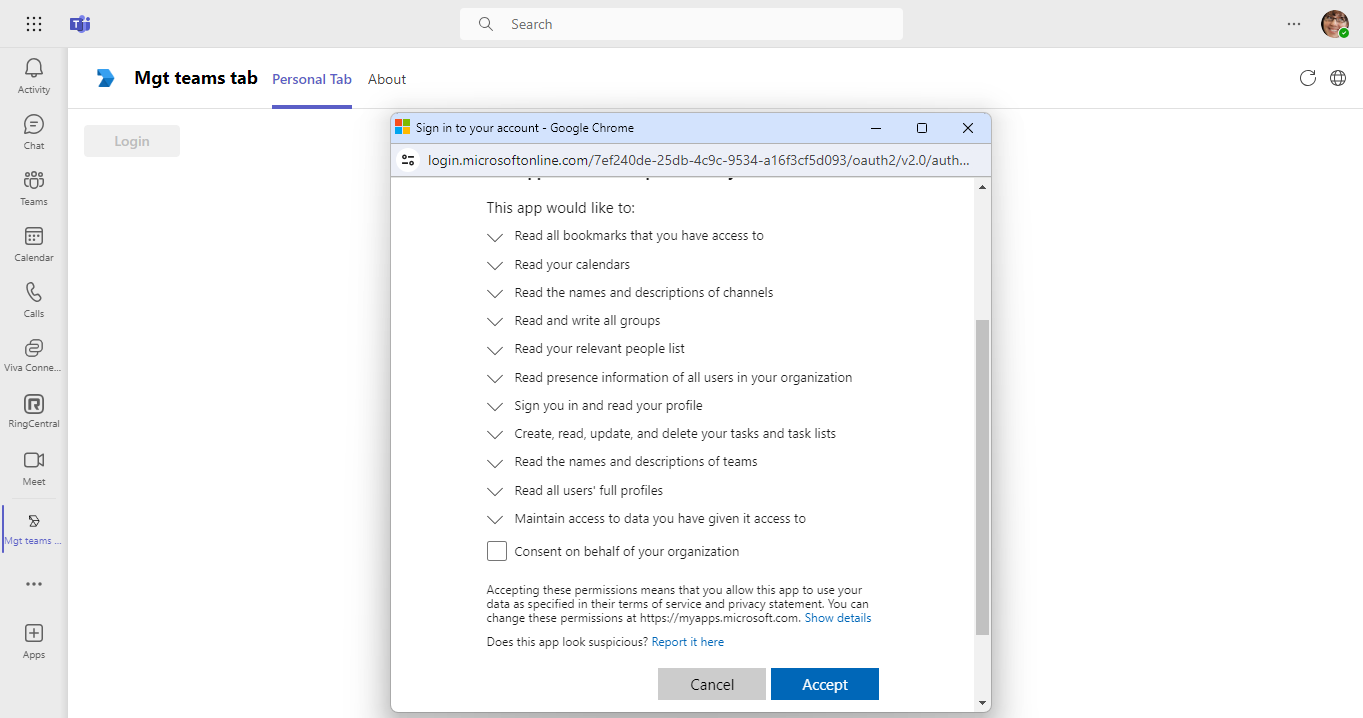 Search
Activity
Chat
Teams
Calendar
Calls
Viva Conne...
RingCentral
Meet
Mgt teams ...
Apps
Mgt teams tab
Personal Tab
About
Login
Sign in to your account - Google Chrome
login.microsoftonline.com/7ef240de-25db-4c9c-9534-a16f3cf5d093/oauth2/v2.0/auth...
This app would like to:
Read all bookmarks that you have access to
Read your calendars
Read the names and descriptions of channels
Read and write all groups
Read your relevant people list
Read presence information of all users in your organization
Sign you in and read your profile
Create, read, update, and delete your tasks and task lists
Read the names and descriptions of teams
Read all users' full profiles
Maintain access to data you have given it access to
Consent on behalf of your organization
Accepting these permissions means that you allow this app to use your
data as specified in their terms of service and privacy statement. You can
change these permissions at https://myapps.microsoft.com. Show details
Does this app look suspicious? Report it here
Cancel
Accept